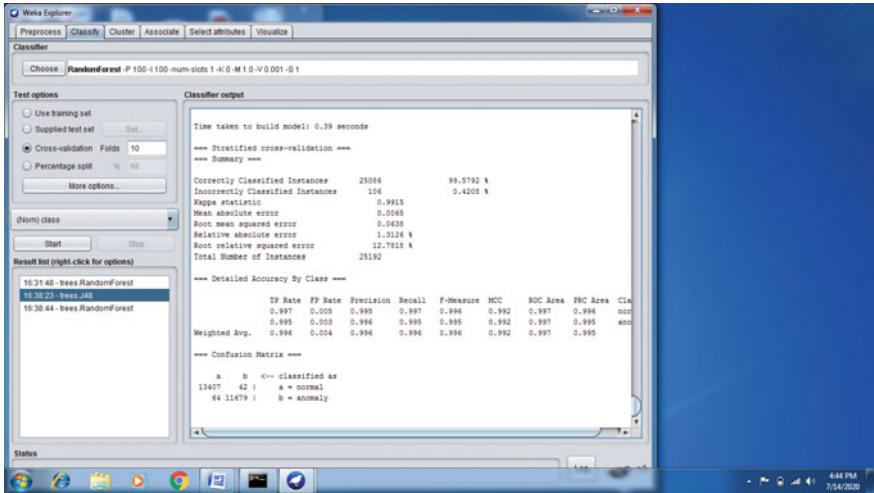 Weka Explorer
Preprocess Classify Cluster Associate Select attributes Visualize
Classifier
Choose RandomForest -P 100 -I 100 -num-slots 1 -K 0 -M 1.0 -V 0.001 -S 1
Test options
Use training set
Supplied test set Set...
Cross-validation Folds 10
Percentage split % 66
More options...
(Nom) class
Start Stop
Result list (right-click for options)
16:31:48 - trees.RandomForest
16:38:23 - trees.J48
16:38:44 - trees.RandomForest
Classifier output
Time taken to build model: 0.39 seconds
=== Stratified cross-validation ===
=== Summary ===
Correctly Classified Instances 25086 99.5792 %
Incorrectly Classified Instances 106 0.4208 %
Kappa statistic 0.9915
Mean absolute error 0.0065
Root mean squared error 0.0638
Relative absolute error 1.3126 %
Root relative squared error 12.7818 %
Total Number of Instances 25192
=== Detailed Accuracy By Class ===
TP Rate FP Rate Precision Recall F-Measure MCC ROC Area PRC Area Cla
0.997 0.005 0.995 0.997 0.996 0.992 0.997 0.996 nor
0.995 0.003 0.996 0.995 0.995 0.992 0.997 0.995 ano
Weighted Avg. 0.996 0.004 0.996 0.996 0.996 0.992 0.997 0.995
=== Confusion Matrix ===
a b <-- classified as
13407 42 | a = normal
64 11679 | b = anomaly
Status
4:44 PM
7/14/2020